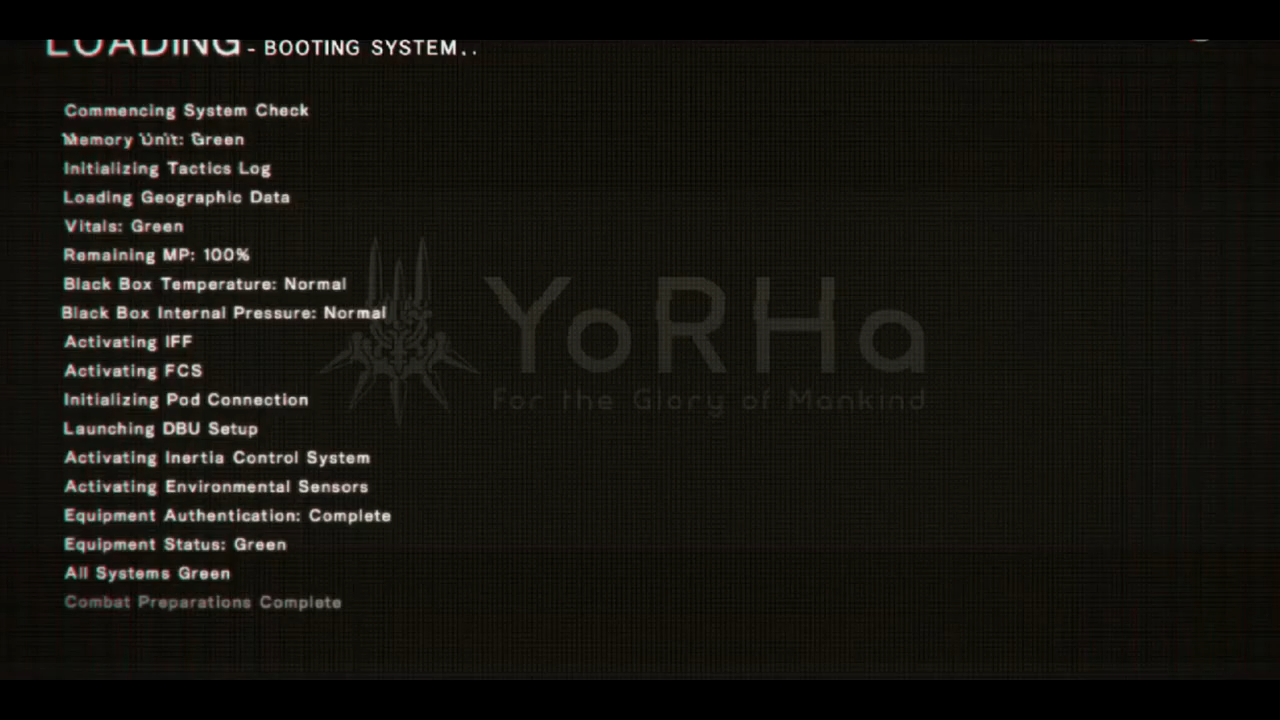 LOADING - BOOTING SYSTEM..
Commencing System Check
Memory Unit: Green
Initializing Tactics Log
Loading Geographic Data
Vitals: Green
Remaining MP: 100%
Black Box Temperature: Normal
Black Box Internal Pressure: Normal
Activating IFF
Activating FCS
Initializing Pod Connection
Launching DBU Setup
Activating Inertia Control System
Activating Environmental Sensors
Equipment Authentication: Complete
Equipment Status: Green
All Systems Green
Combat Preparations Complete
YoRHa
For the Glory of Mankind